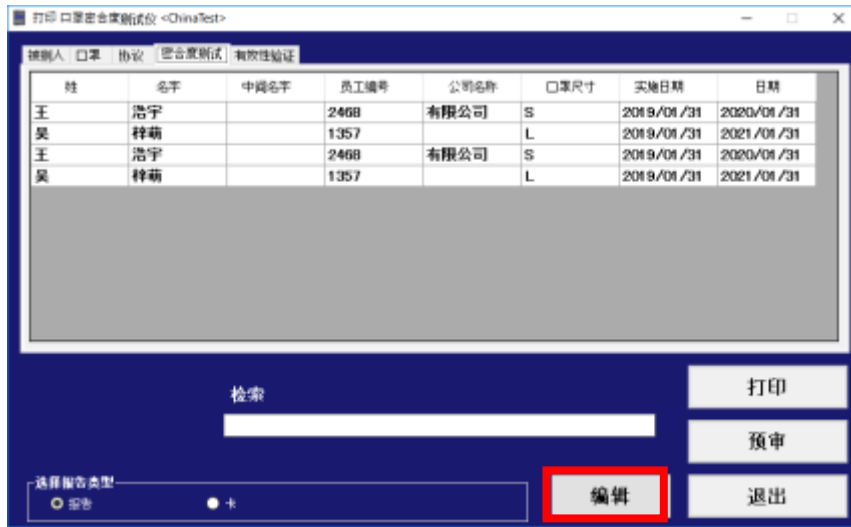 打印 口罩密合度测试仪 <ChinaTest>
被测人 口罩 协议 密合度测试 有效性验证
姓 名字 中间名字 员工编号 公司名称 口罩尺寸 实施日期 日期
王 浩宇 2468 有限公司 S 2019/01/31 2020/01/31
吴 梓萌 1357 L 2019/01/31 2021/01/31
王 浩宇 2468 有限公司 S 2019/01/31 2020/01/31
吴 梓萌 1357 L 2019/01/31 2021/01/31
检索
打印
预审
选择报告类型
报告 卡
编辑
退出